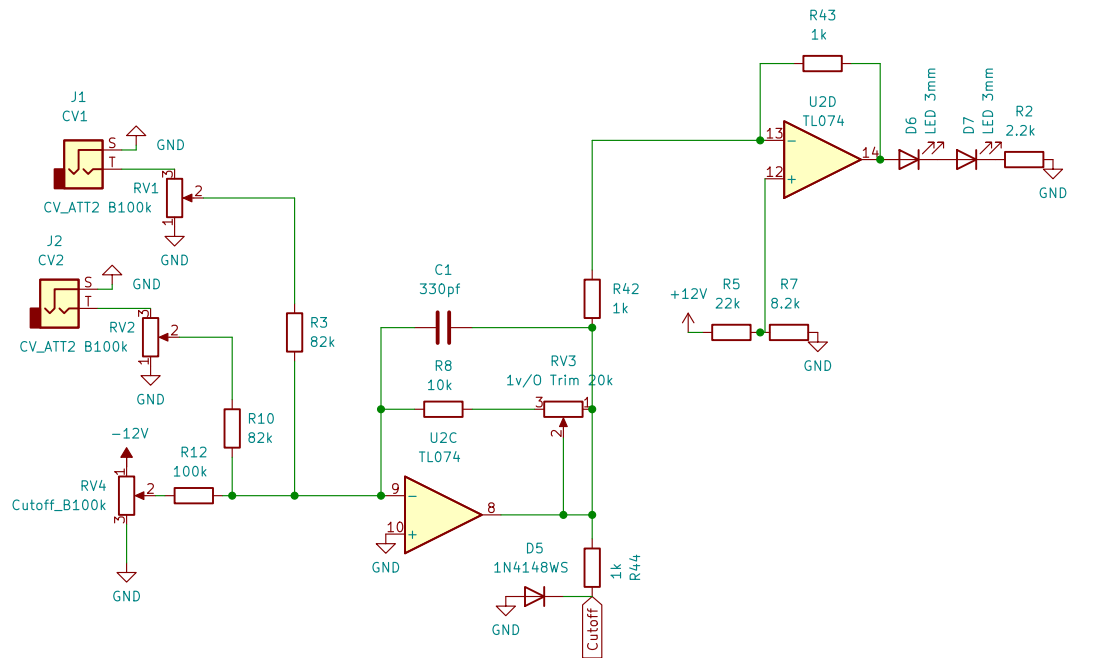 R43
1k
J1
CV1
S
T
GND
RV1
3
2
1
CV_ATT2 B100k
GND
J2
CV2
S
T
GND
RV2
3
2
1
CV_ATT2 B100k
GND
U2D
TL074
13
12
14
D6
LED 3mm
D7
LED 3mm
R2
2.2k
GND
C1
330pf
R42
1k
+12V
R5
22k
R7
8.2k
GND
R3
82k
R8
10k
RV3
1v/O Trim 20k
3
1
2
R10
82k
-12V
R12
100k
RV4
Cutoff_B100k
1
2
3
GND
U2C
TL074
9
10
8
GND
D5
1N4148WS
GND
1k
R44
Cutoff